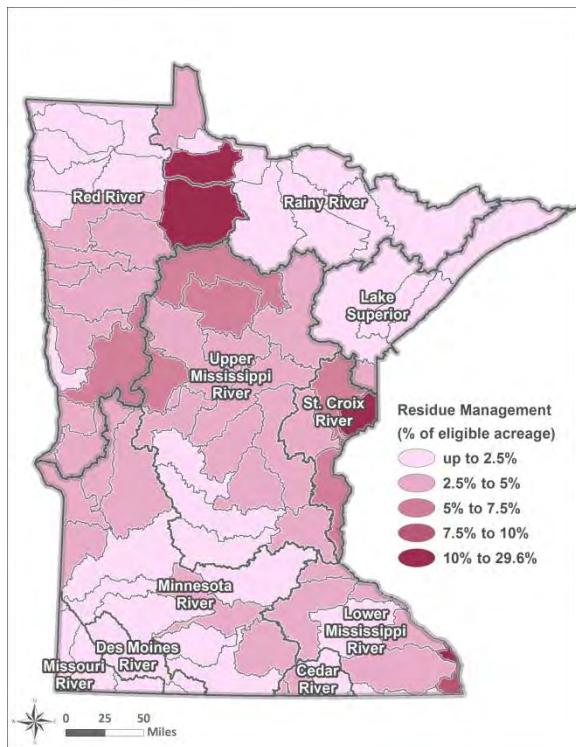 Red River
Rainy River
Lake
Superior
Upper
Mississippi
River
St. Croix
River
Residue Management
(% of eligible acreage)
up to 2.5%
2.5% to 5%
5% to 7.5%
7.5% to 10%
10% to 29.6%
Minnesota
River
Lower
Mississippi
River
Des Moines
River
Missouri
River
Cedar
River
0 25 50
Miles